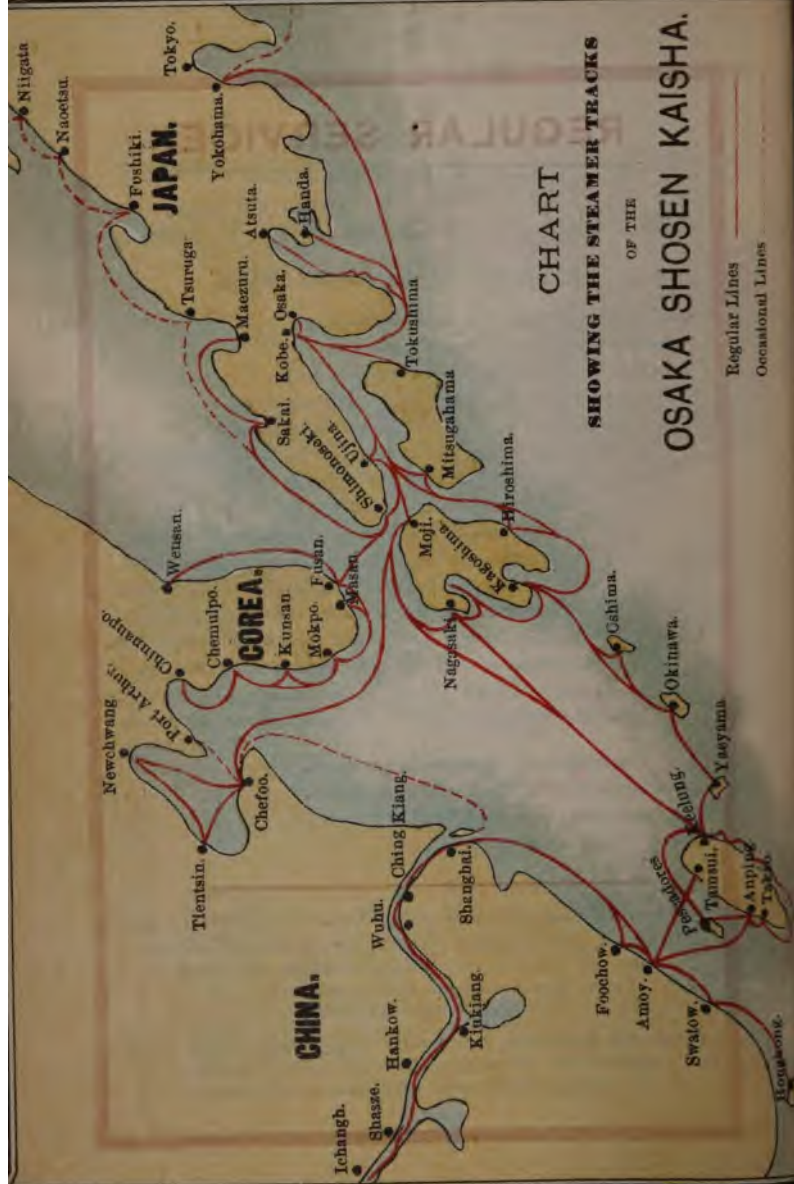 CHART
SHOWING THE STEAMER TRACKS
OF THE
OSAKA SHOSEN KAISHA.
Regular Lines
Occasional Lines
JAPAN.
COREA.
CHINA.
Niigata
Naoetsu.
Fushiki.
Tokyo.
Yokohama.
Tsuruga
Atsuta.
Handa.
Maezuru.
Osaka.
Kobe.
Sakai.
Shimonoseki.
Ujina.
Tokushima
Mitsugahama
Moji.
Hiroshima.
Kagoshima.
Nagasaki
Oshima.
Okinawa.
Yaeyama.
Wensan.
Fusan.
Masan
Mokpo.
Kunsan
Chemulpo.
Chinnanpo.
Port Arthur.
Newchwang
Tientsin.
Chefoo.
Ching Kiang.
Shanghai.
Wuhu.
Kiukiang.
Hankow.
Shasze.
Ichangh.
Foochow.
Amoy.
Swatow.
Hongkong.
Keelung.
Tamsui.
Pescadores
Anping
Takao.
REGULAR SERVICE